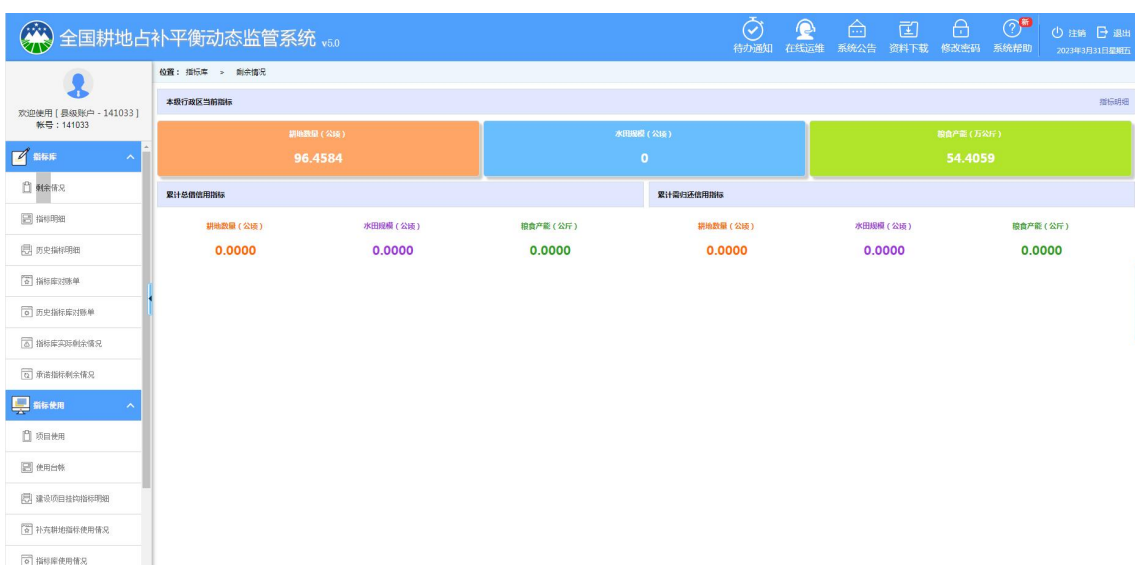 全国耕地占补平衡动态监管系统 v5.0
待办通知 在线运维 系统公告 资料下载 修改密码 系统帮助 新
注销 退出
2023年3月31日星期五
欢迎使用 [ 县级账户 - 141033 ]
帐号：141033
指标库
剩余情况
指标明细
历史指标明细
指标库对账单
历史指标库对账单
指标库实际剩余情况
承诺指标剩余情况
指标使用
项目使用
使用台帐
建设项目挂钩指标明细
补充耕地指标使用情况
指标库使用情况
位置： 指标库 > 剩余情况
本级行政区当前指标 指标明细
耕地数量 ( 公顷 ) 水田规模 ( 公顷 ) 粮食产能 ( 万公斤 )
96.4584 0 54.4059
累计总借信用指标 累计需归还信用指标
耕地数量 ( 公顷 ) 水田规模 ( 公顷 ) 粮食产能 ( 公斤 ) 耕地数量 ( 公顷 ) 水田规模 ( 公顷 ) 粮食产能 ( 公斤 )
0.0000 0.0000 0.0000 0.0000 0.0000 0.0000